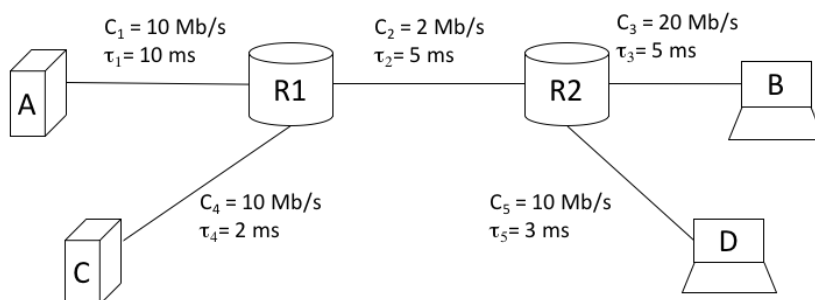 C₁ = 10 Mb/s
τ₁= 10 ms
C₂ = 2 Mb/s
τ₂= 5 ms
C₃ = 20 Mb/s
τ₃= 5 ms
A
R1
R2
B
C₄ = 10 Mb/s
τ₄= 2 ms
C₅ = 10 Mb/s
τ₅= 3 ms
C
D